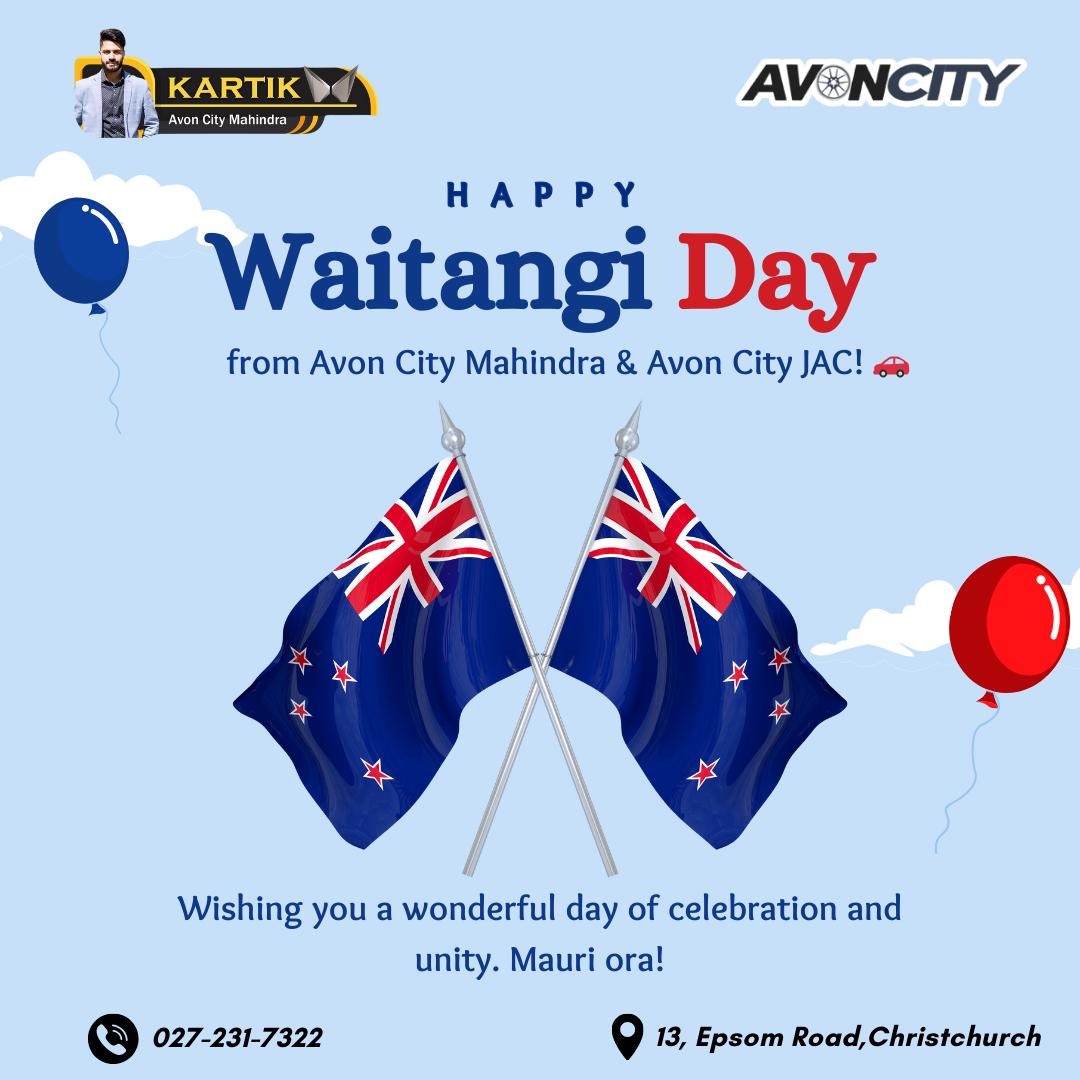 KARTIK
Avon City Mahindra
AVONCITY
HAPPY
Waitangi Day
from Avon City Mahindra & Avon City JAC! 🚗
Wishing you a wonderful day of celebration and
unity. Mauri ora!
027-231-7322
13, Epsom Road,Christchurch